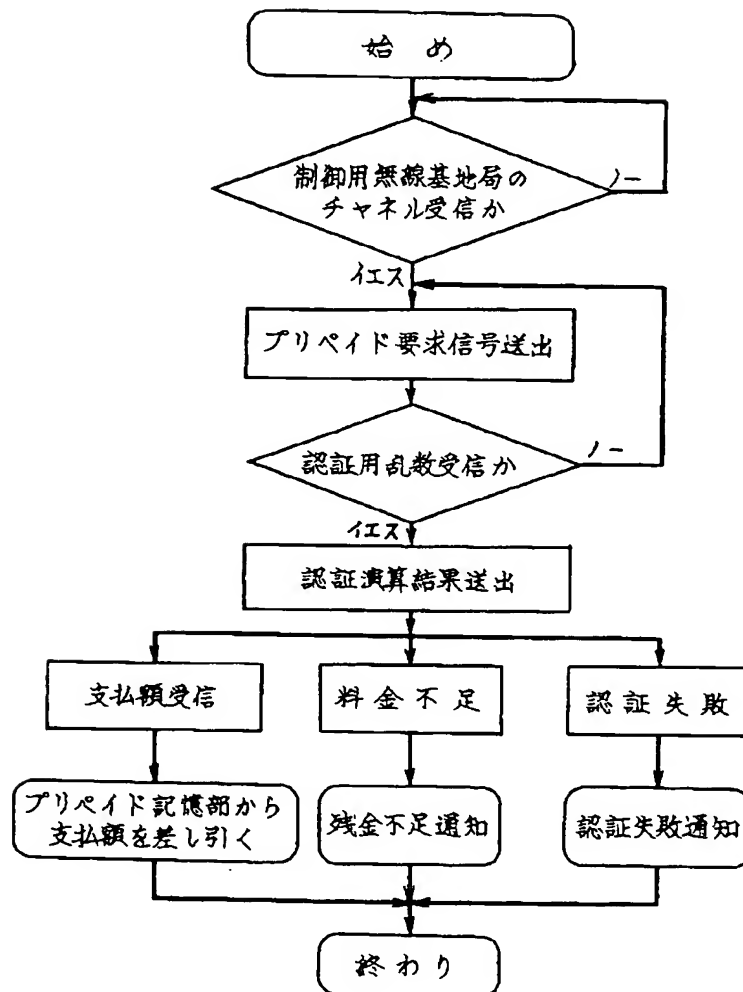 始め
制御用無線基地局の
チャネル受信か
ノー
イエス
プリペイド要求信号送出
認証用乱数受信か
ノー
イエス
認証演算結果送出
支払額受信
料金不足
認証失敗
プリペイド記憶部から
支払額を差し引く
残金不足通知
認証失敗通知
終わり